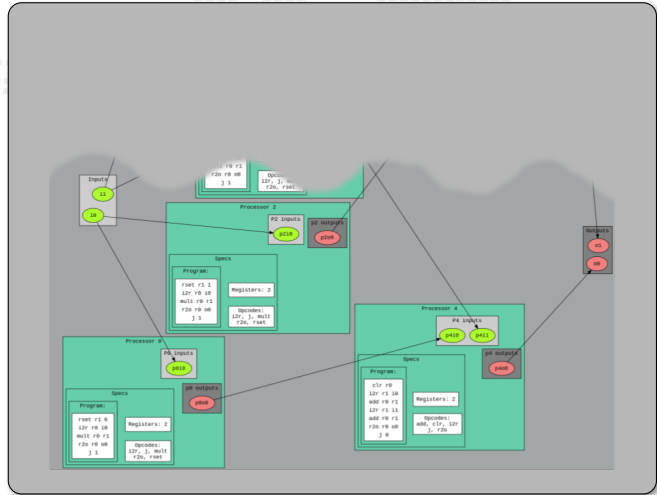 Inputs
i1
i0
r0 r1
r2o r0 o0
j 1
i2r, j,
r2o, rset
Processor 2
P2 inputs
p2i0
p2 outputs
p2o0
Specs
Program:
rset r1 1
i2r r0 i0
mult r0 r1
r2o r0 o0
j 1
Registers: 2
Opcodes:
i2r, j, mult
r2o, rset
Outputs
o1
o0
Processor 4
P4 inputs
p4i0
p4i1
p4 outputs
p4o0
Specs
Program:
clr r0
i2r r1 i0
add r0 r1
i2r r1 i1
add r0 r1
r2o r0 o0
j 0
Registers: 2
Opcodes:
add, clr, i2r
j, r2o
Processor 0
P0 inputs
p0i0
p0 outputs
p0o0
Specs
Program:
rset r1 6
i2r r0 i0
mult r0 r1
r2o r0 o0
j 1
Registers: 2
Opcodes:
i2r, j, mult
r2o, rset